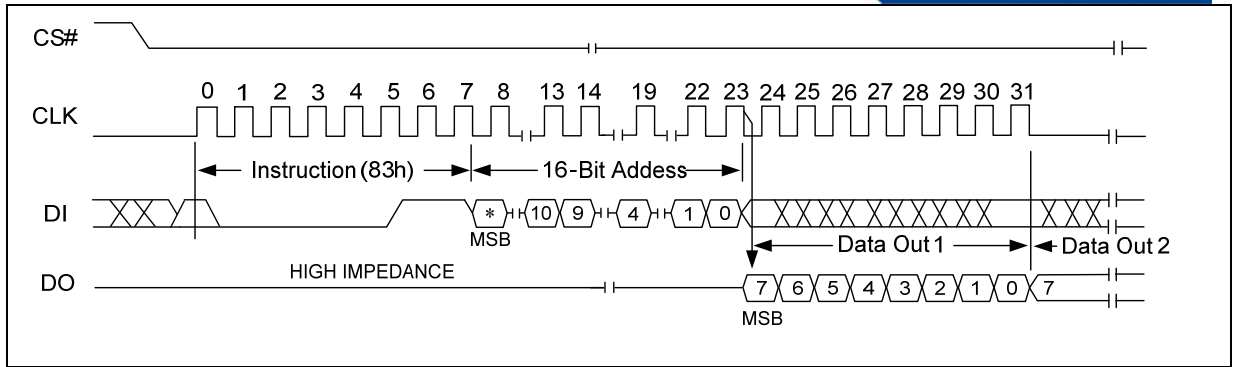 CS#
0 1 2 3 4 5 6 7 8 13 14 19 22 23 24 25 26 27 28 29 30 31
CLK
Instruction (83h) 16-Bit Addess
DI * 10 9 4 1 0
MSB
Data Out 1 Data Out 2
HIGH IMPEDANCE
DO 7 6 5 4 3 2 1 0 7
MSB